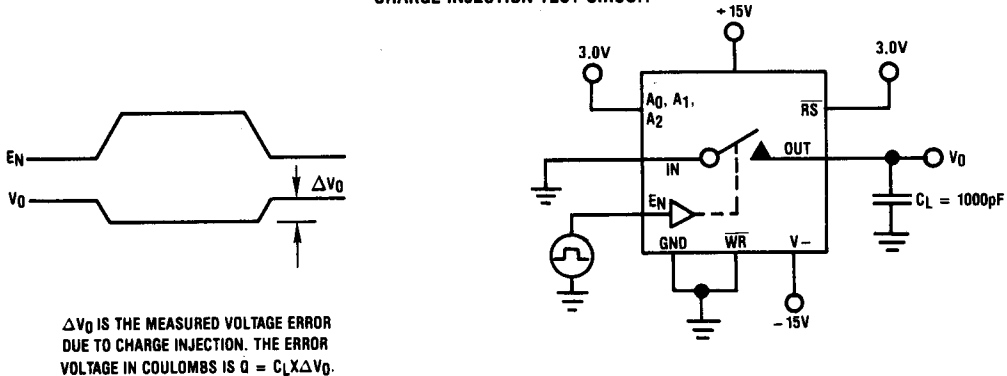 CHARGE INJECTION TEST CIRCUIT
+15V
3.0V
3.0V
A0, A1,
A2
RS
EN
IN
OUT
V0
V0
ΔV0
EN
CL = 1000pF
GND
WR
V–
–15V
ΔV0 IS THE MEASURED VOLTAGE ERROR
DUE TO CHARGE INJECTION. THE ERROR
VOLTAGE IN COULOMBS IS Q = CLXΔV0.